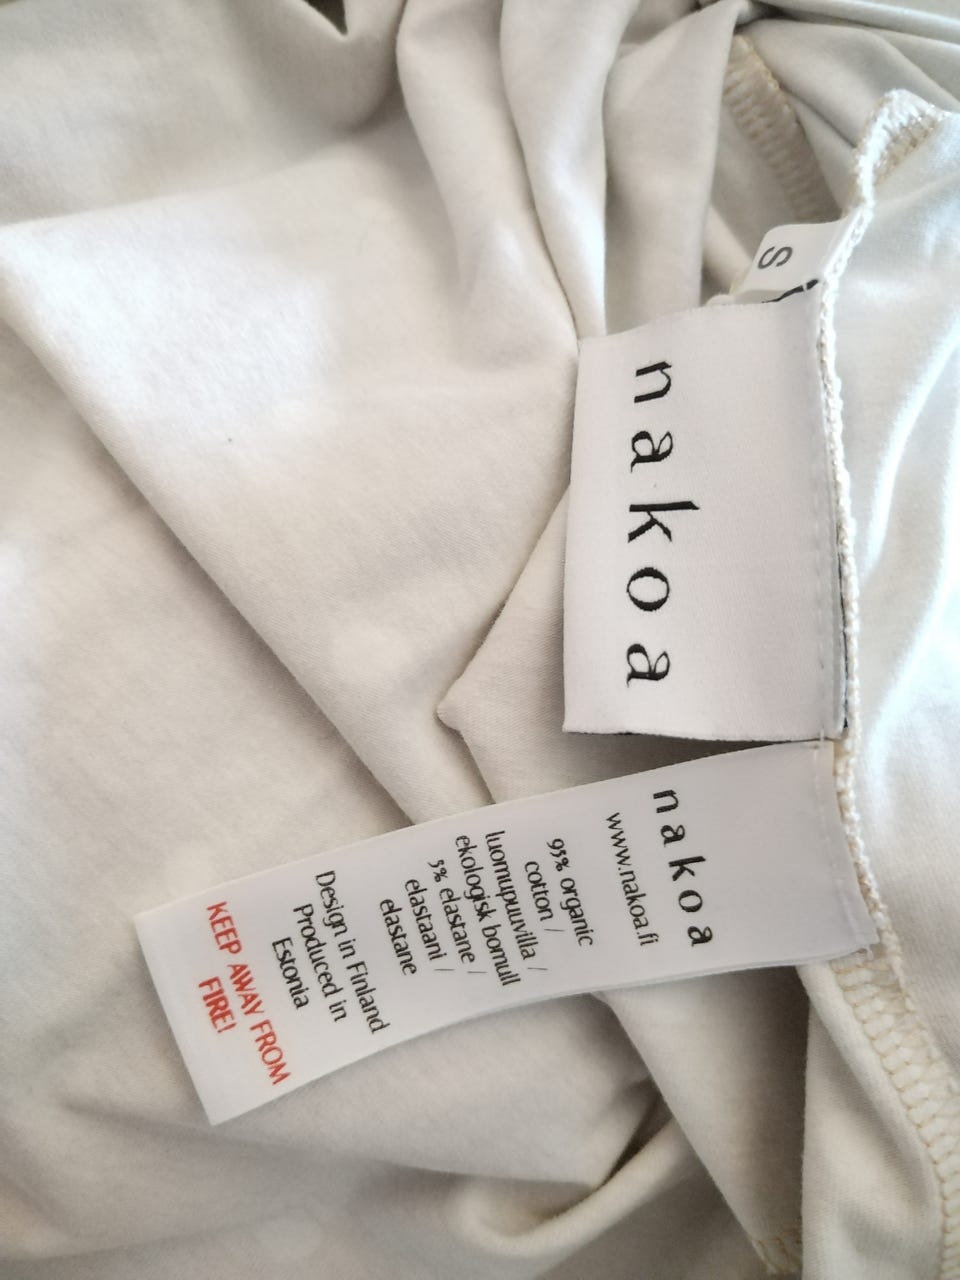 S
nakoa
nakoa
www.nakoa.fi
95% organic
cotton /
luomupuuvilla /
ekologisk bomull
5% elastane /
elastaani /
elastane
Design in Finland
Produced in
Estonia
KEEP AWAY FROM
FIRE!